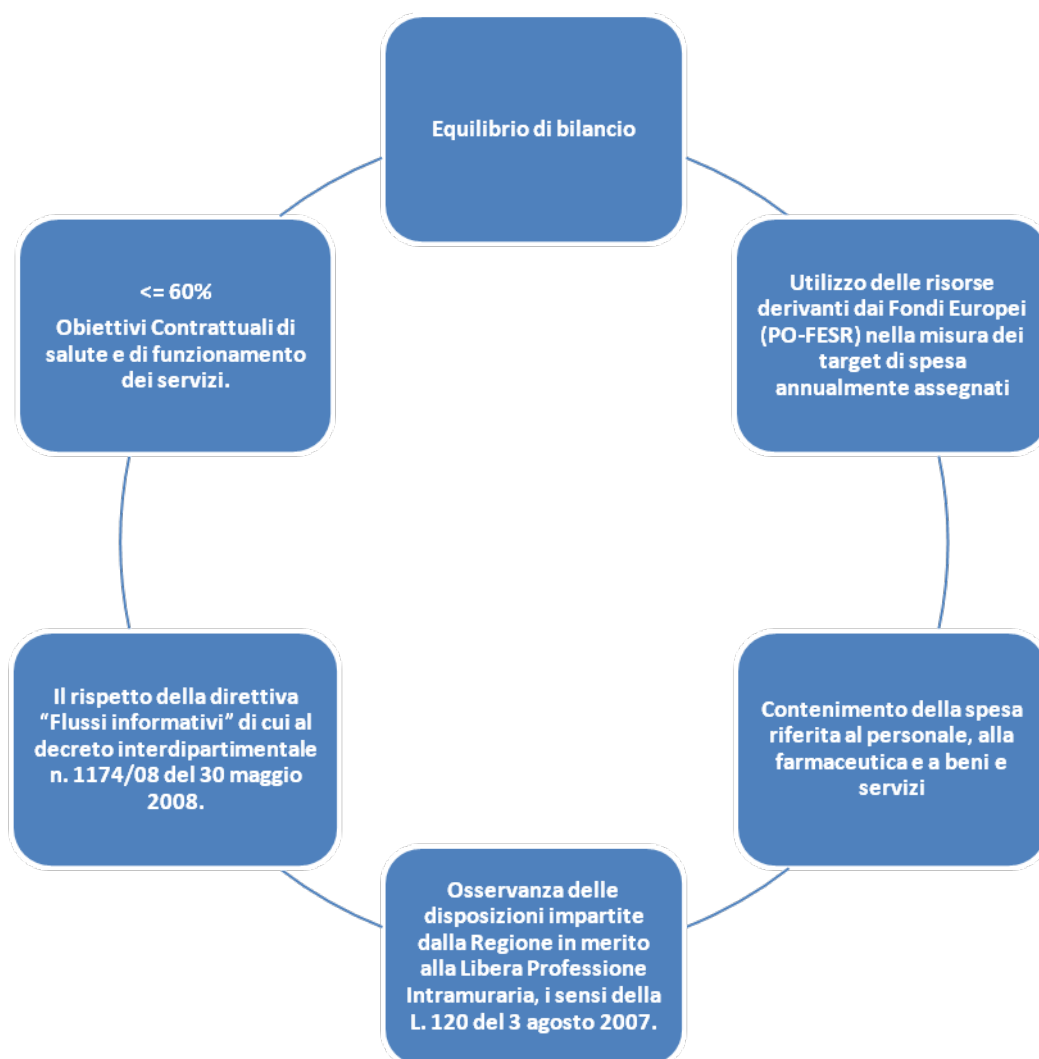 Equilibrio di bilancio
Utilizzo delle risorse
derivanti dai Fondi Europei
(PO-FESR) nella misura dei
target di spesa
annualmente assegnati
Contenimento della spesa
riferita al personale, alla
farmaceutica e a beni e
servizi
Osservanza delle
disposizioni impartite
dalla Regione in merito
alla Libera Professione
Intramuraria, i sensi della
L. 120 del 3 agosto 2007.
Il rispetto della direttiva
“Flussi informativi” di cui al
decreto interdipartimentale
n. 1174/08 del 30 maggio
2008.
<= 60%
Obiettivi Contrattuali di
salute e di funzionamento
dei servizi.